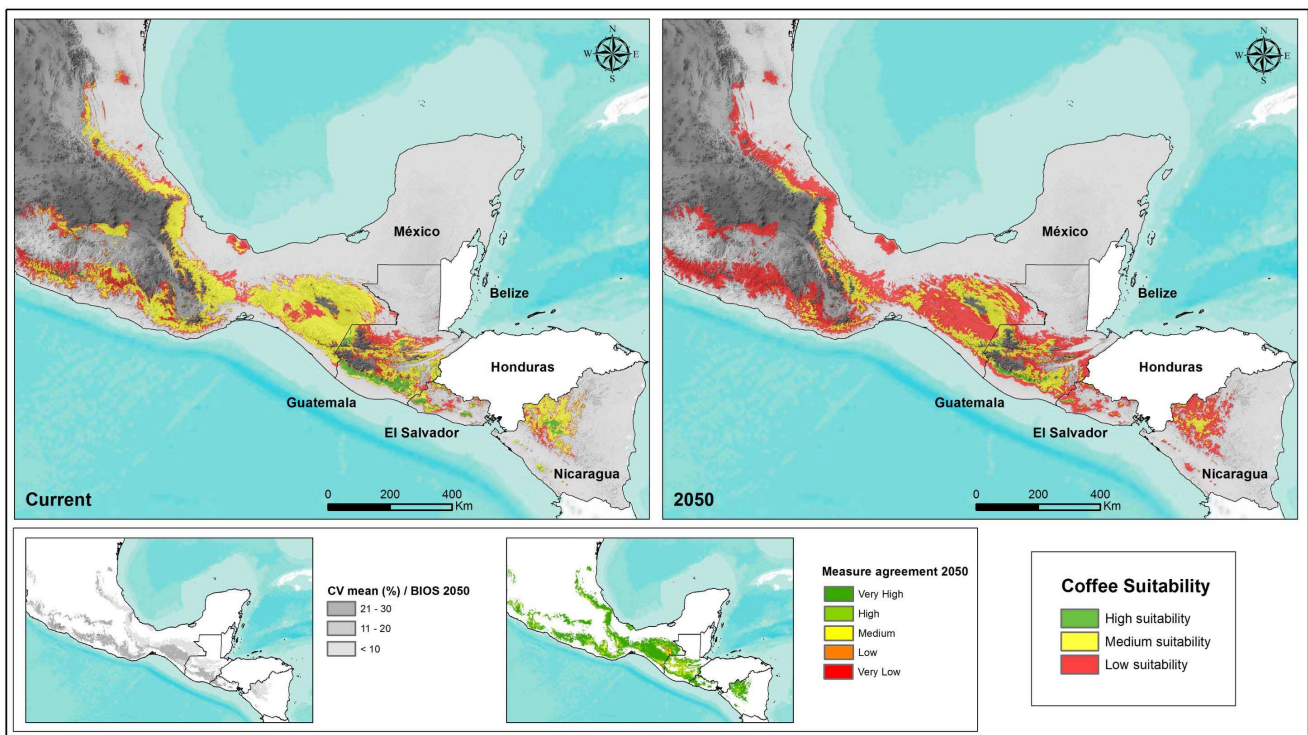 N
W E
S
México
Belize
Honduras
Guatemala
El Salvador
Nicaragua
Current
0 200 400
Km
N
W E
S
México
Belize
Honduras
Guatemala
El Salvador
Nicaragua
2050
0 200 400
Km
CV mean (%) / BIOS 2050
21 - 30
11 - 20
< 10
Measure agreement 2050
Very High
High
Medium
Low
Very Low
Coffee Suitability
High suitability
Medium suitability
Low suitability